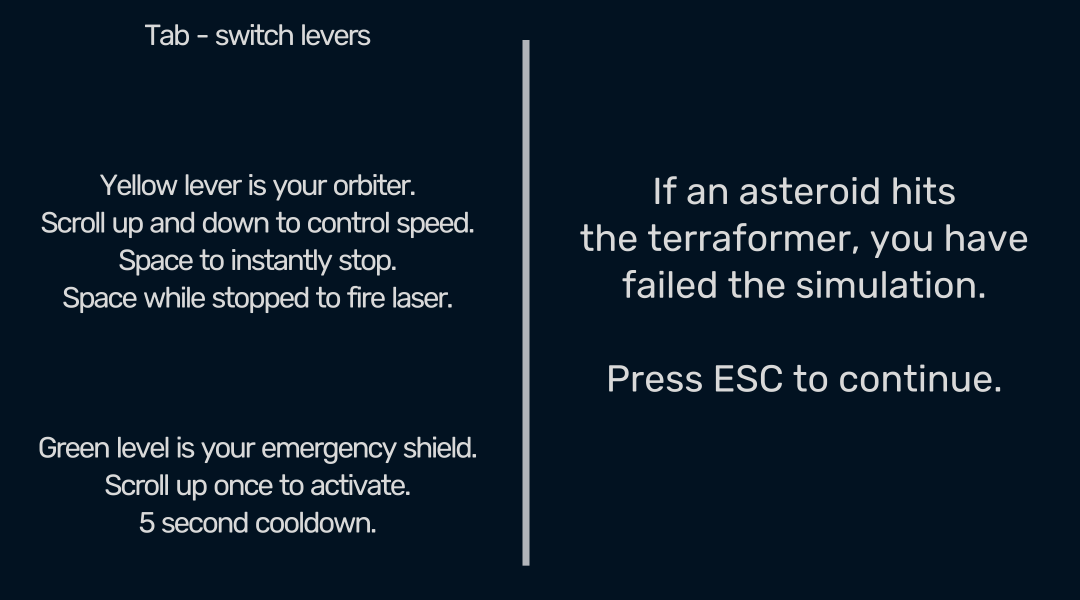 Tab - switch levers
Yellow lever is your orbiter.
Scroll up and down to control speed.
Space to instantly stop.
Space while stopped to fire laser.
Green level is your emergency shield.
Scroll up once to activate.
5 second cooldown.
If an asteroid hits
the terraformer, you have
failed the simulation.
Press ESC to continue.